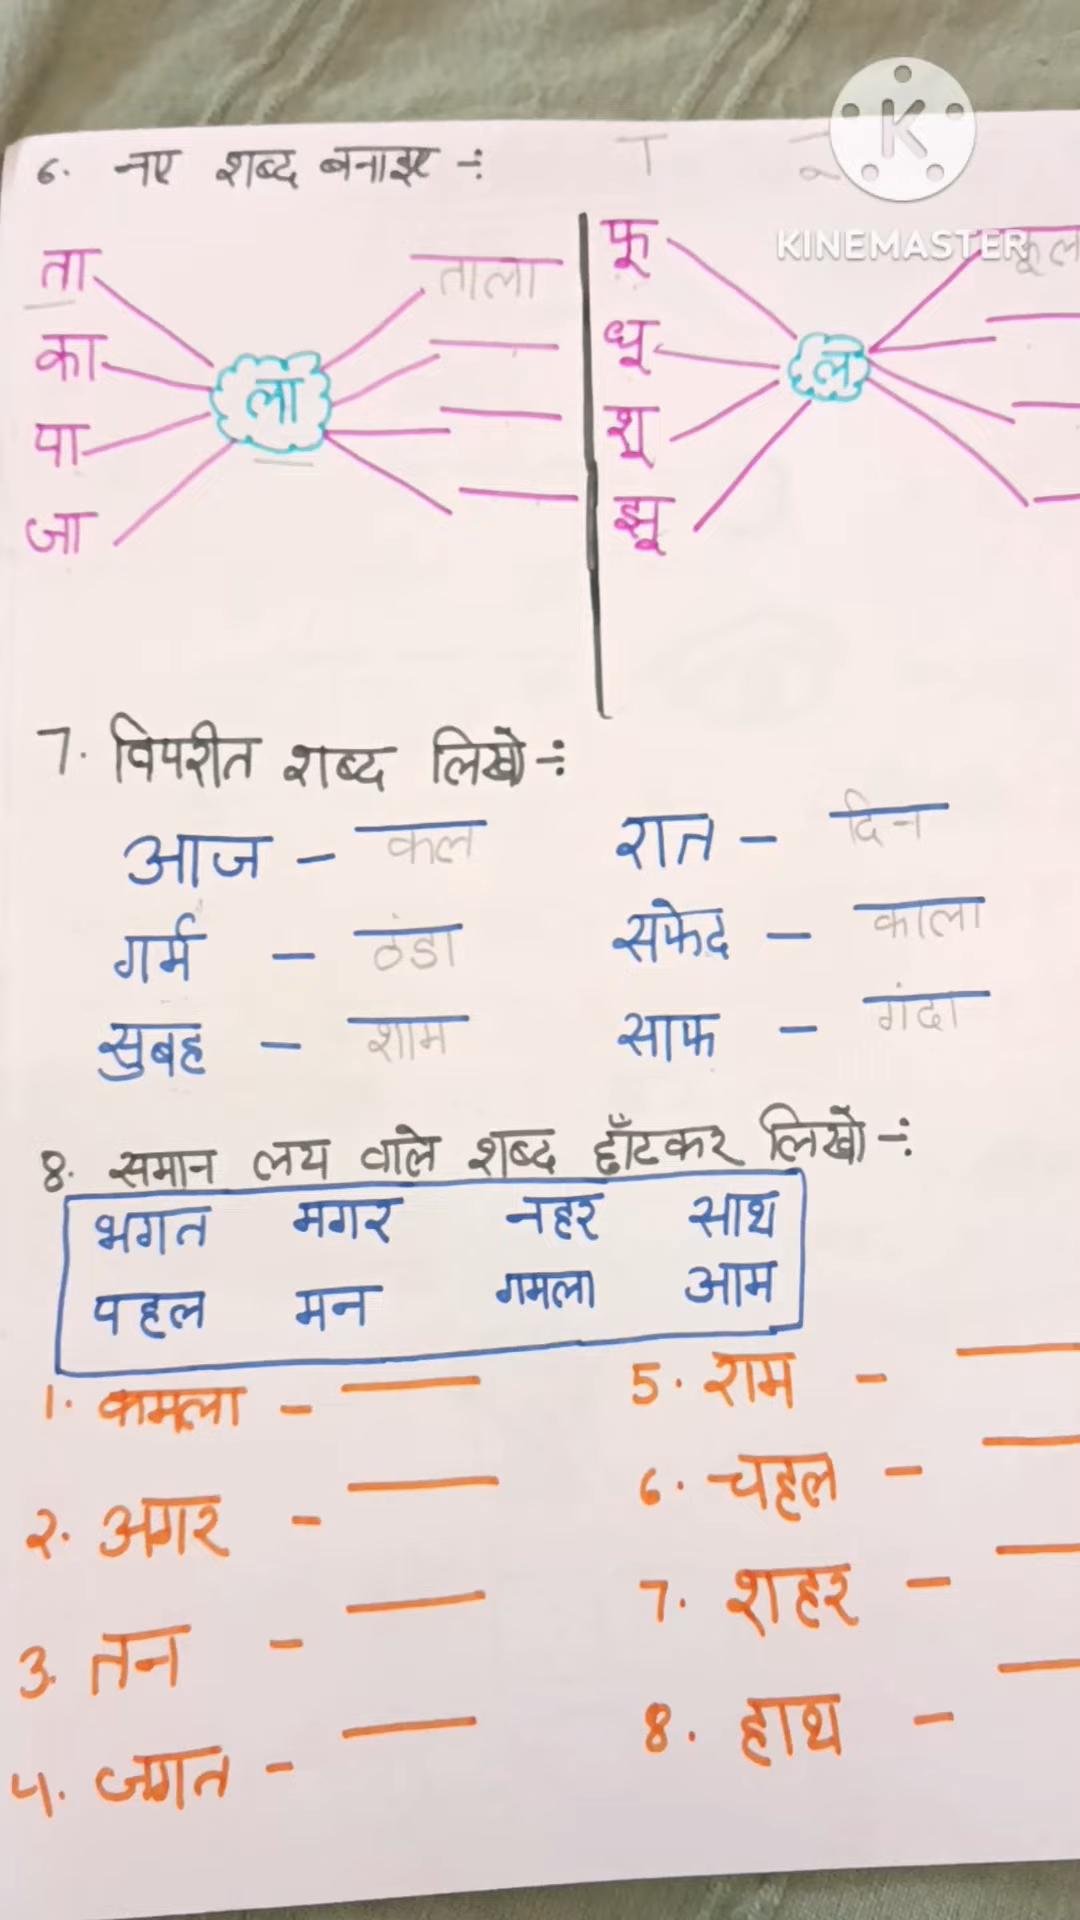 6. नए शब्द बनाइए ÷
KINEMASTER
ता
का
पा
जा
ला
ताला
फू
धू
शू
झू
ल
फूल
7. विपरीत शब्द लिखो ÷
आज – कल रात – दिन
गर्म – ठंडा सफेद – काला
सुबह – शाम साफ – गंदा
8. समान लय वाले शब्द छाँटकर लिखो ÷
भगत मगर नहर साथ
पहल मन गमला आम
1. कमला – 5. राम –
२. अगर – 6. चहल –
3. तन – 7. शहर –
4. जगत – 8. हाथ –